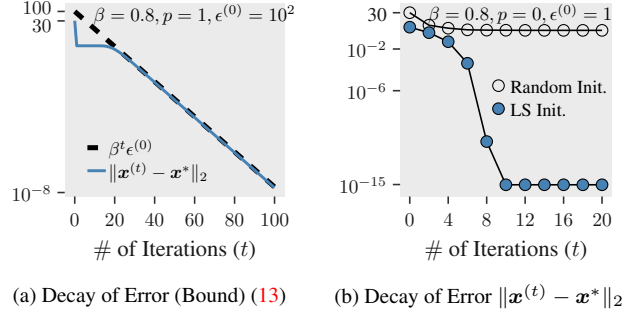 β = 0.8, p = 1, ϵ^(0) = 10^2
100
30
10^−8
β^t ϵ^(0)
‖x^(t) − x*‖_2
0 20 40 60 80 100
# of Iterations (t)
(a) Decay of Error (Bound) (13)
β = 0.8, p = 0, ϵ^(0) = 1
30
10^−2
10^−6
10^−15
Random Init.
LS Init.
0 4 8 12 16 20
# of Iterations (t)
(b) Decay of Error ‖x^(t) − x*‖_2